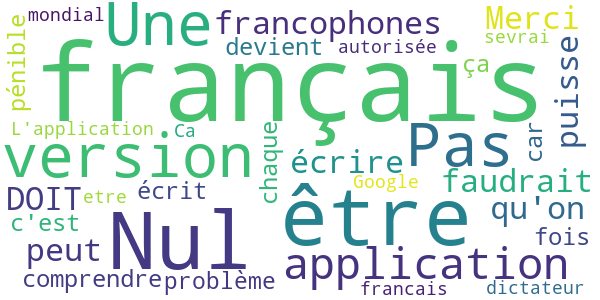 mondial
Une
francophones
Merci
sevrai
devient
autorisée
pénible
français
ça
puisse
L'application
Ca
version
chaque
Pas
car
écrire
Google
faudrait
DOIT
etre
écrit
Nul
être
qu'on
c'est
peut
application
fois
comprendre
problème
francais
dictateur